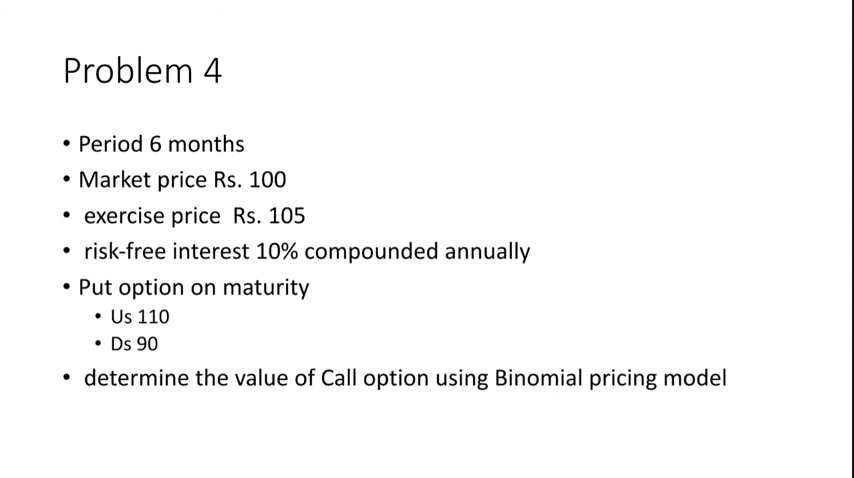 Problem 4
• Period 6 months
• Market price Rs. 100
• exercise price Rs. 105
• risk-free interest 10% compounded annually
• Put option on maturity
• Us 110
• Ds 90
• determine the value of Call option using Binomial pricing model